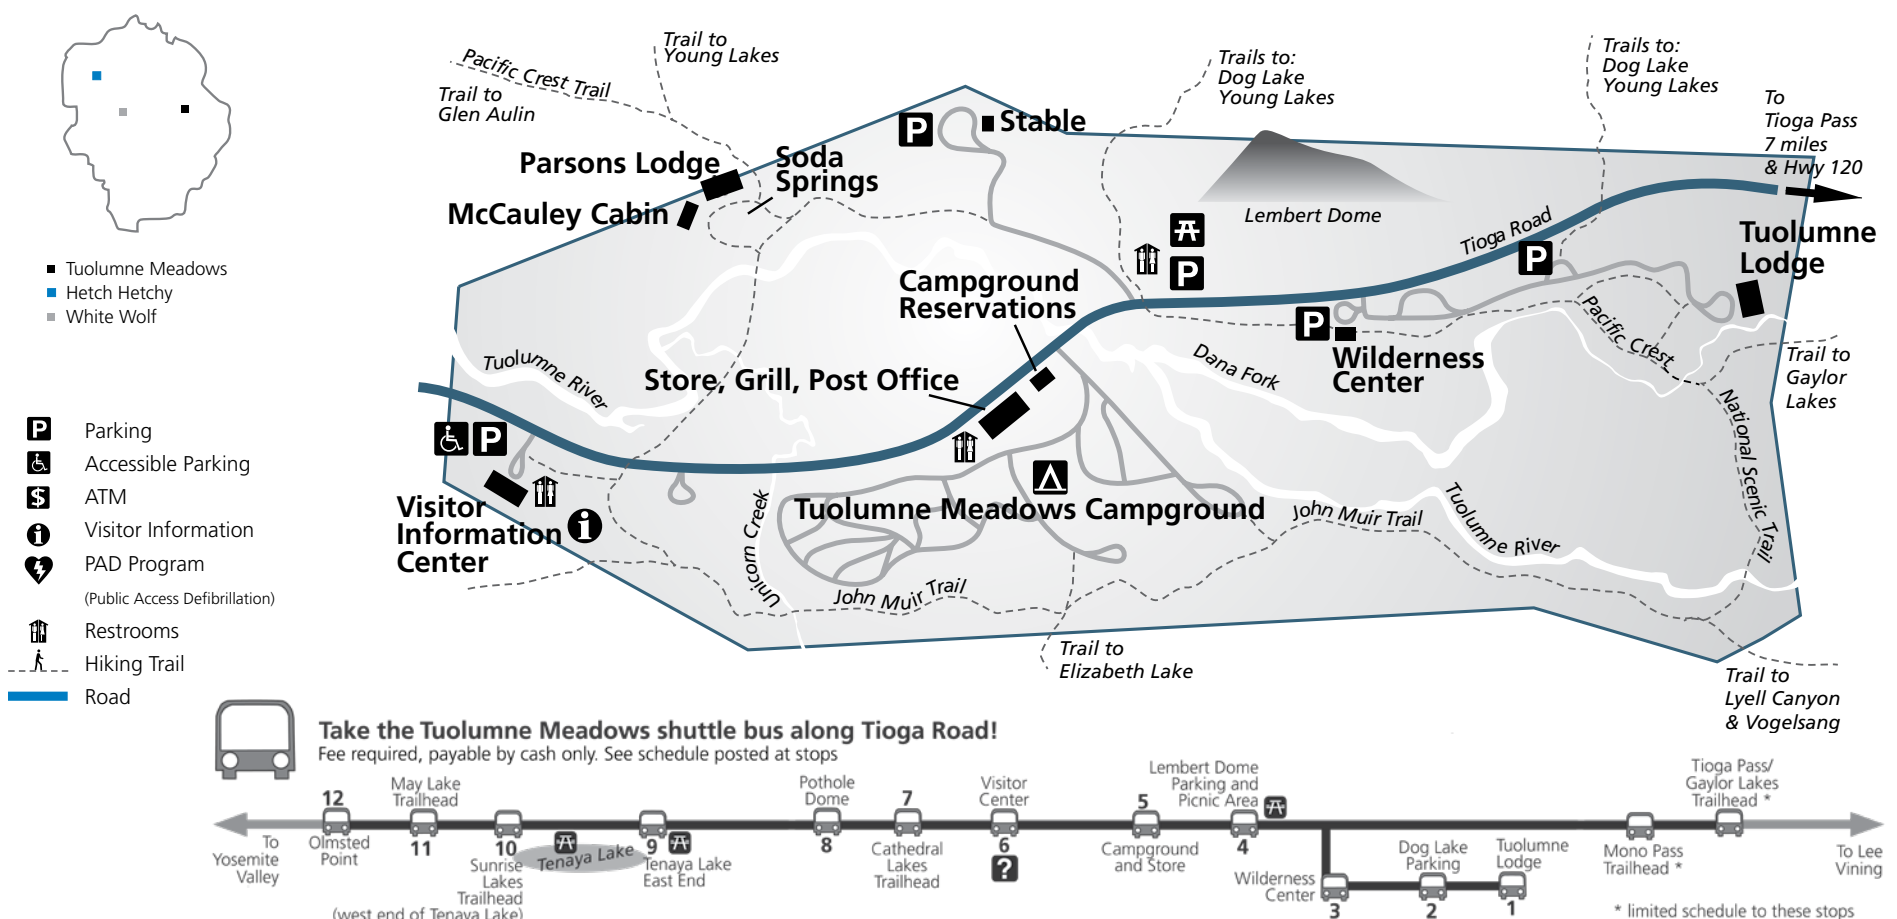 Tuolumne Meadows
Hetch Hetchy
White Wolf
P
Parking
Accessible Parking
$
ATM
i
Visitor Information
PAD Program
(Public Access Defibrillation)
Restrooms
Hiking Trail
Road
Pacific Crest Trail
Trail to
Glen Aulin
Trail to
Young Lakes
Parsons Lodge
McCauley Cabin
Soda
Springs
P
Stable
Trails to:
Dog Lake
Young Lakes
Trails to:
Dog Lake
Young Lakes
To
Tioga Pass
7 miles
& Hwy 120
Lembert Dome
Tioga Road
P
P
Tuolumne
Lodge
Campground
Reservations
P
Wilderness
Center
Pacific Crest
Trail to
Gaylor
Lakes
National Scenic Trail
Tuolumne River
Store, Grill, Post Office
Dana Fork
P
Visitor
Information
Center
i
Unicorn Creek
Tuolumne Meadows Campground
John Muir Trail
John Muir Trail
Tuolumne River
Trail to
Elizabeth Lake
Trail to
Lyell Canyon
& Vogelsang
Take the Tuolumne Meadows shuttle bus along Tioga Road!
Fee required, payable by cash only. See schedule posted at stops
To
Yosemite
Valley
12
Olmsted
Point
May Lake
Trailhead
11
10
Sunrise
Lakes
Trailhead
(west end of Tenaya Lake)
Tenaya Lake
9
Tenaya Lake
East End
Pothole
Dome
8
7
Cathedral
Lakes
Trailhead
Visitor
Center
6
?
5
Campground
and Store
Lembert Dome
Parking and
Picnic Area
4
Wilderness
Center
3
Dog Lake
Parking
2
Tuolumne
Lodge
1
Mono Pass
Trailhead *
Tioga Pass/
Gaylor Lakes
Trailhead *
To Lee
Vining
* limited schedule to these stops